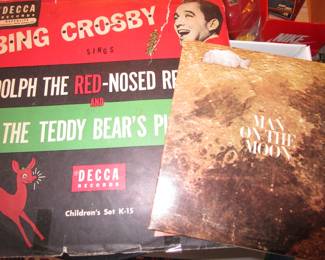 DECCA
RECORDS
BING CROSBY
SINGS
DOLPH THE RED-NOSED RE
AND
THE TEDDY BEAR'S P
DECCA
RECORDS
Children's Set K-15
MAN
ON THE
MOON